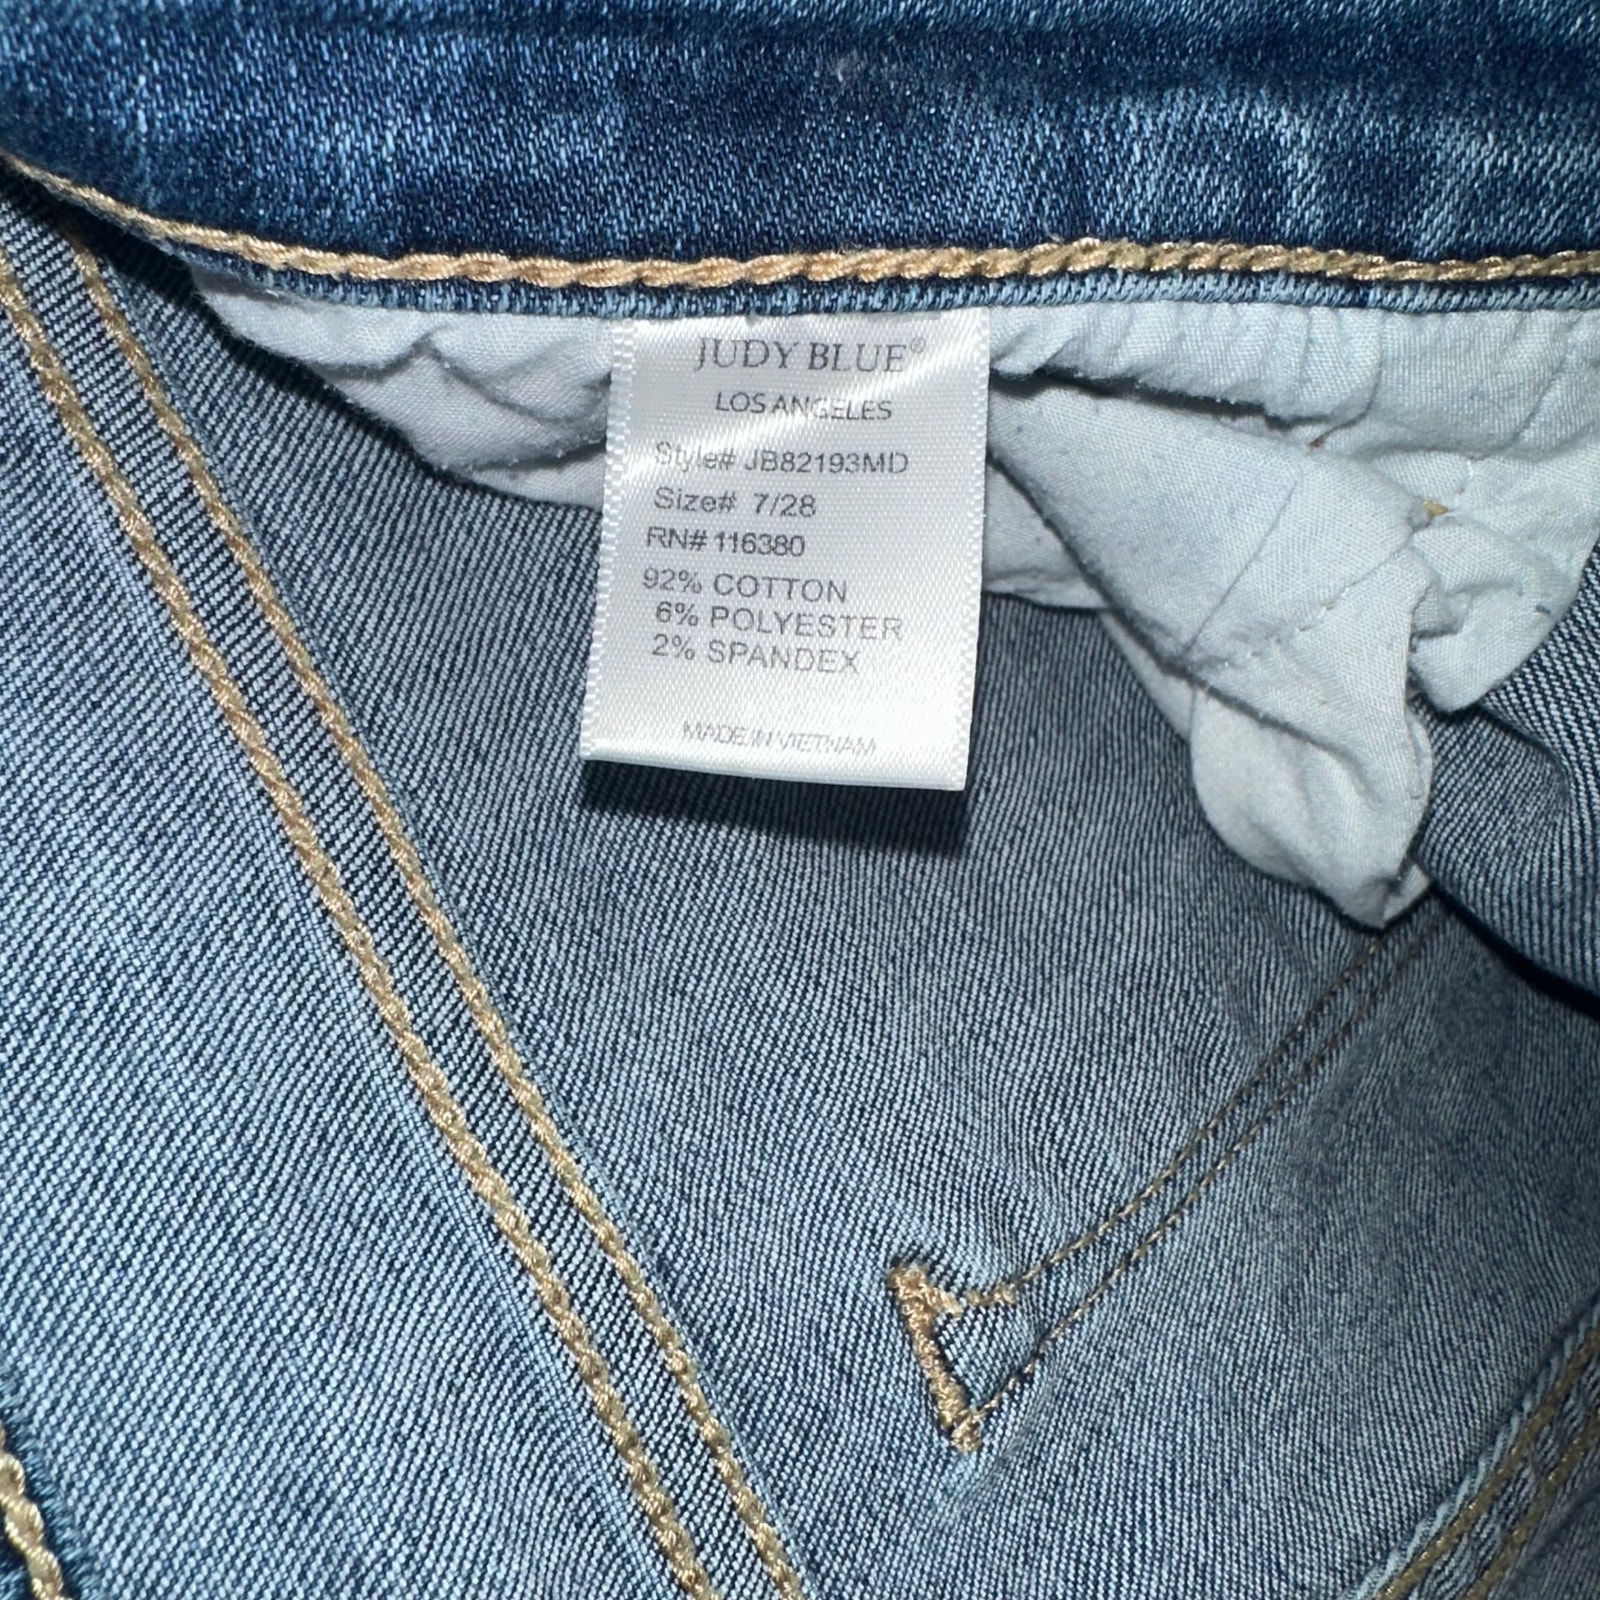 JUDY BLUE®
LOS ANGELES
Style# JB82193MD
Size# 7/28
RN# 116380
92% COTTON
6% POLYESTER
2% SPANDEX
MADE IN VIETNAM